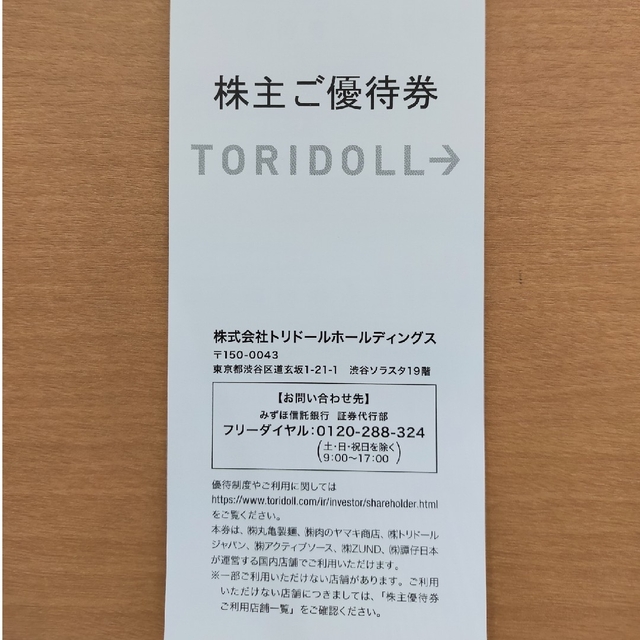 株主ご優待券
TORIDOLL→
株式会社トリドールホールディングス
〒150-0043
東京都渋谷区道玄坂1-21-1 渋谷ソラスタ19階
【お問い合わせ先】
みずほ信託銀行 証券代行部
フリーダイヤル:0120-288-324
(土・日・祝日を除く
9:00〜17:00)
優待制度やご利用に関しては
https://www.toridoll.com/ir/investor/shareholder.html
をご覧ください。
本券は、㈱丸亀製麺、㈱肉のヤマキ商店、㈱トリドール
ジャパン、㈱アクティブソース、㈱ZUND、㈱譚仔日本
が運営する国内店舗でご利用いただけます。
※一部ご利用いただけない店舗があります。ご利用
いただけない店舗につきましては、「株主優待券
ご利用店舗一覧」をご確認ください。